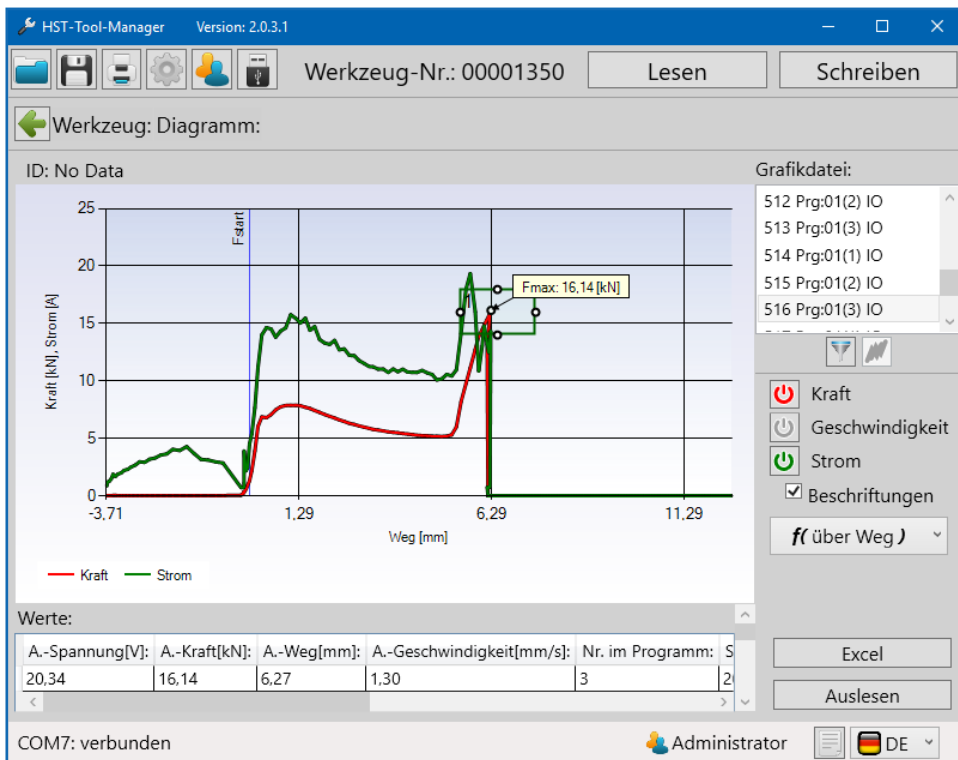 HST-Tool-Manager Version: 2.0.3.1
Werkzeug-Nr.: 00001350 Lesen Schreiben
Werkzeug: Diagramm:
ID: No Data
Grafikdatei:
512 Prg:01(2) IO
513 Prg:01(3) IO
514 Prg:01(1) IO
515 Prg:01(2) IO
516 Prg:01(3) IO
25
20
15
10
5
0
Kraft [kN], Strom [A]
Fstart
Fmax: 16,14 [kN]
-3,71 1,29 6,29 11,29
Weg [mm]
Kraft Strom
Kraft
Geschwindigkeit
Strom
Beschriftungen
f( über Weg )
Werte:
A.-Spannung[V]: A.-Kraft[kN]: A.-Weg[mm]: A.-Geschwindigkeit[mm/s]: Nr. im Programm: S
20,34 16,14 6,27 1,30 3 2
Excel
Auslesen
COM7: verbunden Administrator DE